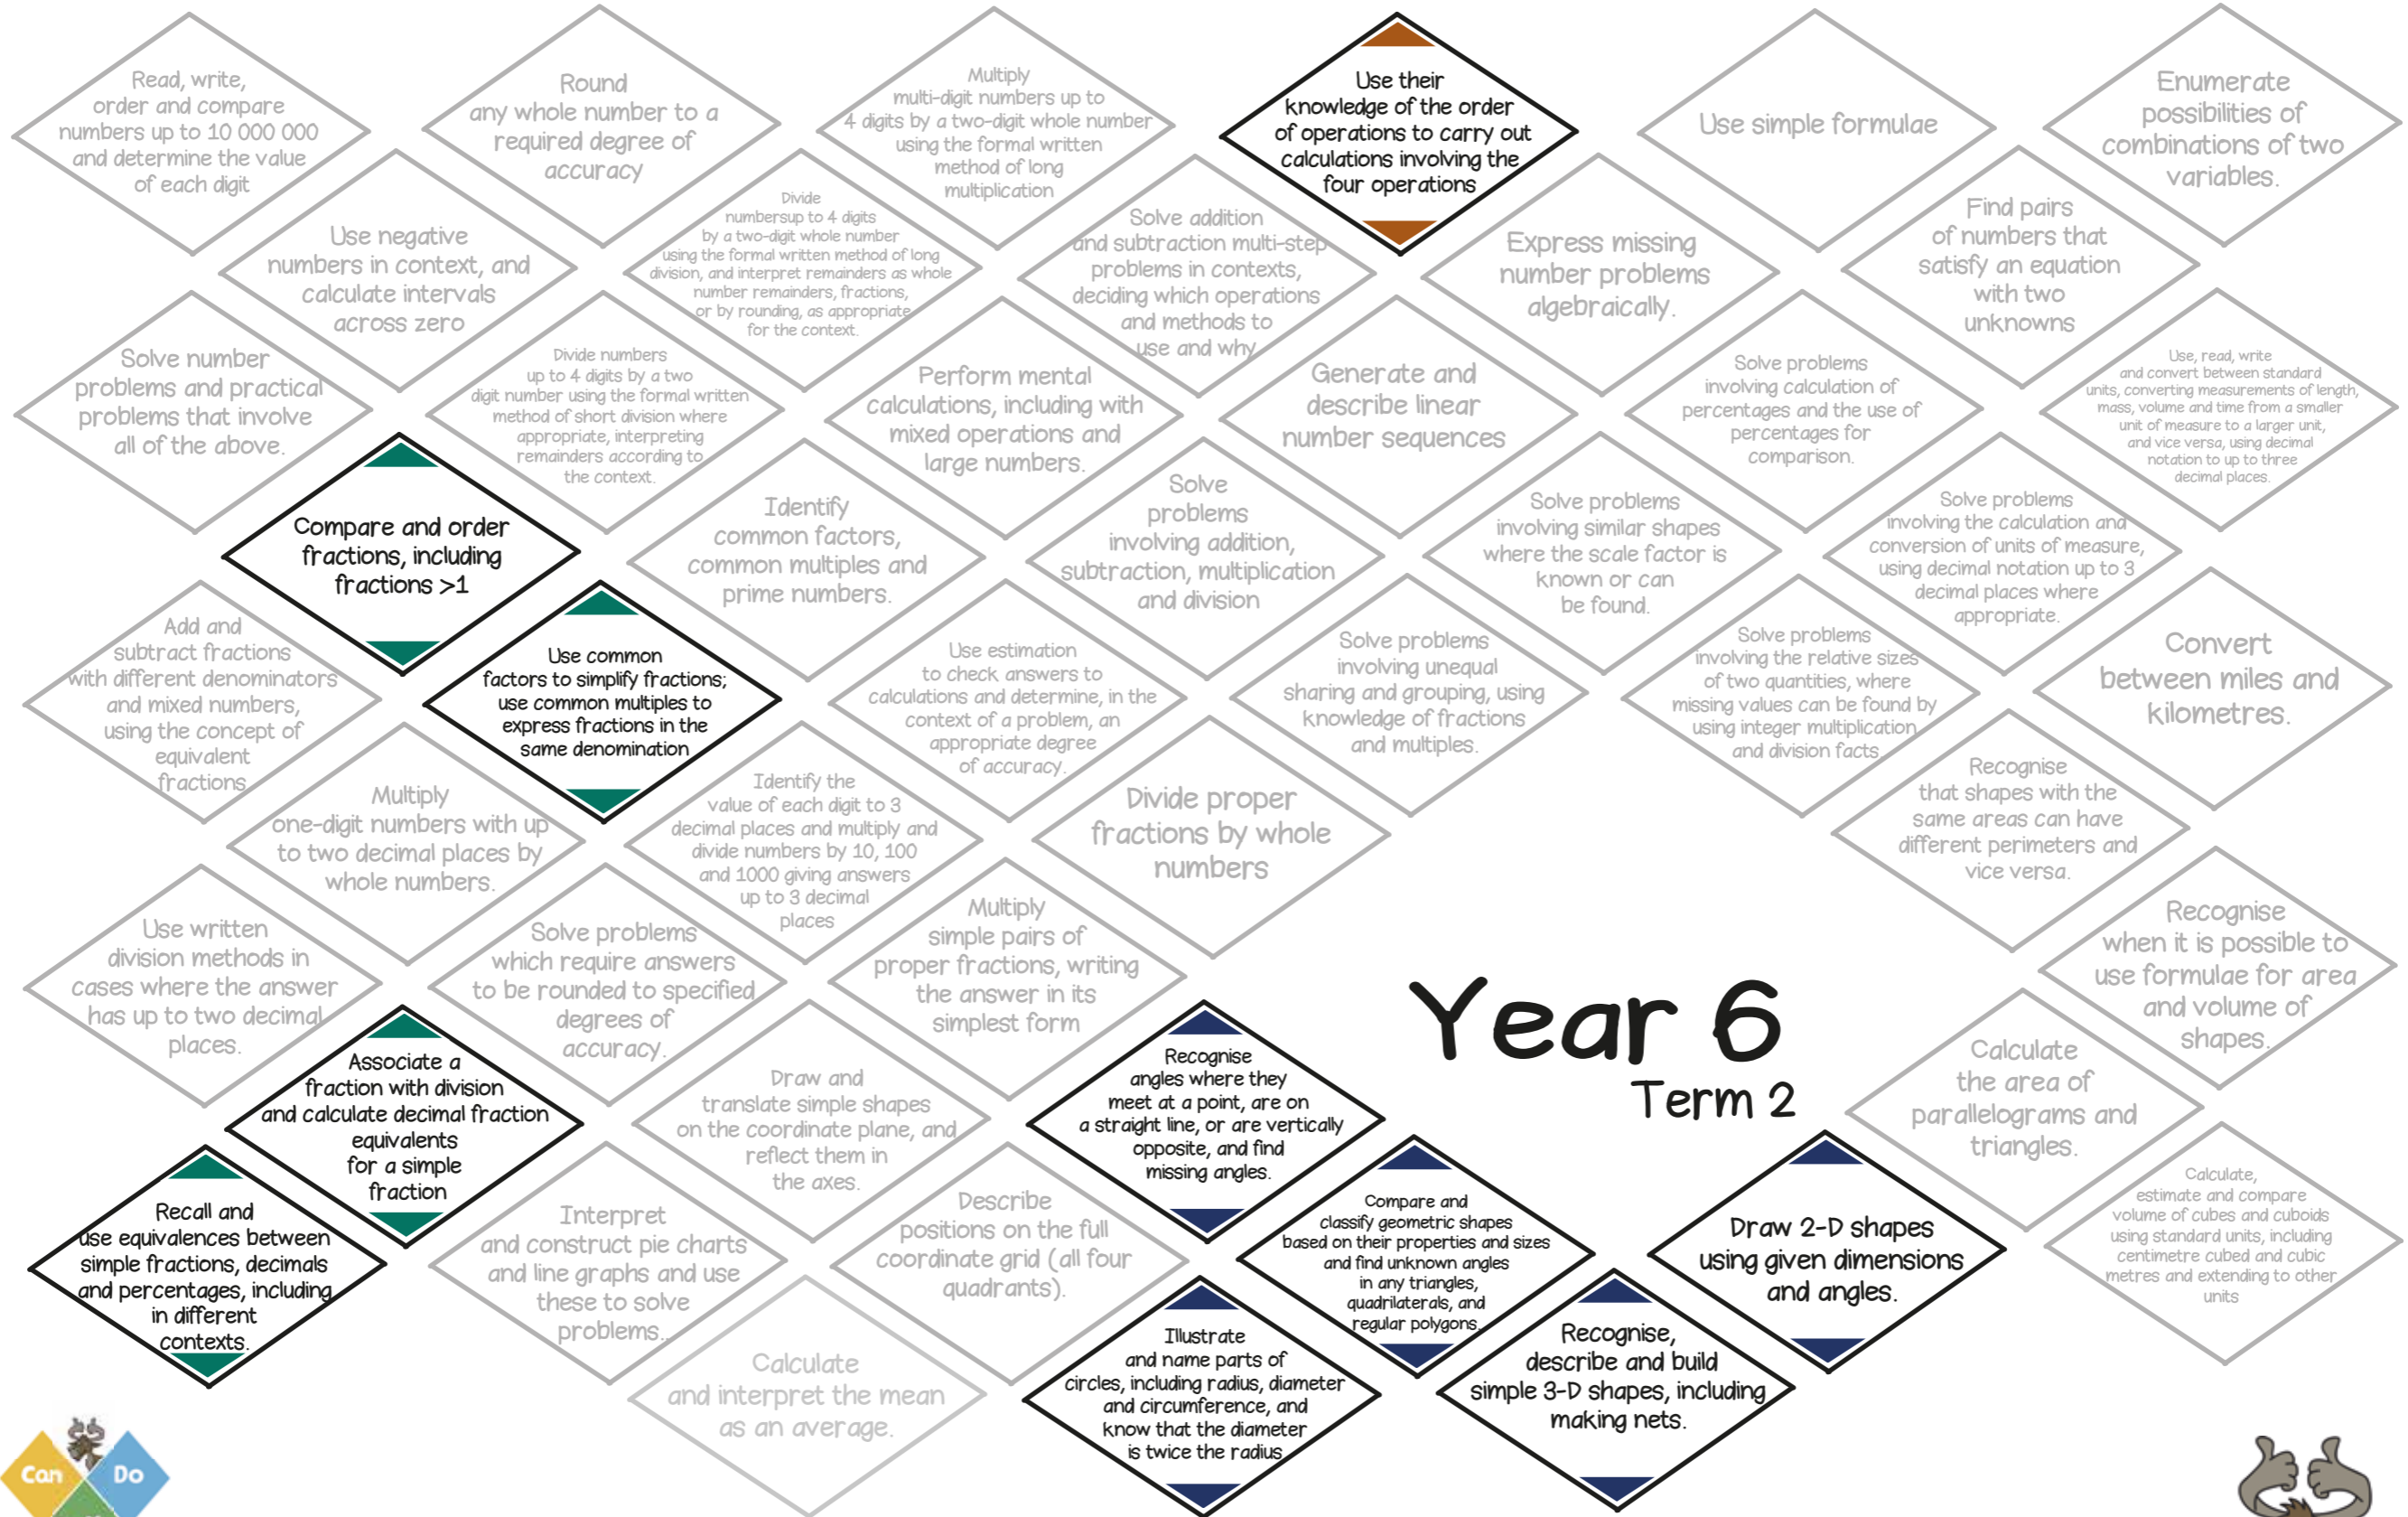 Read, write,
order and compare
numbers up to 10 000 000
and determine the value
of each digit
Round
any whole number to a
required degree of
accuracy
Multiply
multi-digit numbers up to
4 digits by a two-digit whole number
using the formal written
method of long
multiplication
Use their
knowledge of the order
of operations to carry out
calculations involving the
four operations
Use simple formulae
Enumerate
possibilities of
combinations of two
variables.
Use negative
numbers in context, and
calculate intervals
across zero
Divide
numbersup to 4 digits
by a two-digit whole number
using the formal written method of long
division, and interpret remainders as whole
number remainders, fractions,
or by rounding, as appropriate
for the context.
Solve addition
and subtraction multi-step
problems in contexts,
deciding which operations
and methods to
use and why
Express missing
number problems
algebraically.
Find pairs
of numbers that
satisfy an equation
with two
unknowns
Solve number
problems and practical
problems that involve
all of the above.
Divide numbers
up to 4 digits by a two
digit number using the formal written
method of short division where
appropriate, interpreting
remainders according to
the context.
Perform mental
calculations, including with
mixed operations and
large numbers.
Generate and
describe linear
number sequences
Solve problems
involving calculation of
percentages and the use of
percentages for
comparison.
Use, read, write
and convert between standard
units, converting measurements of length,
mass, volume and time from a smaller
unit of measure to a larger unit,
and vice versa, using decimal
notation to up to three
decimal places.
Compare and order
fractions, including
fractions >1
Identify
common factors,
common multiples and
prime numbers.
Solve
problems
involving addition,
subtraction, multiplication
and division
Solve problems
involving similar shapes
where the scale factor is
known or can
be found.
Solve problems
involving the calculation and
conversion of units of measure,
using decimal notation up to 3
decimal places where
appropriate.
Add and
subtract fractions
with different denominators
and mixed numbers,
using the concept of
equivalent
fractions
Use common
factors to simplify fractions;
use common multiples to
express fractions in the
same denomination
Use estimation
to check answers to
calculations and determine, in the
context of a problem, an
appropriate degree
of accuracy.
Solve problems
involving unequal
sharing and grouping, using
knowledge of fractions
and multiples.
Solve problems
involving the relative sizes
of two quantities, where
missing values can be found by
using integer multiplication
and division facts
Convert
between miles and
kilometres.
Multiply
one-digit numbers with up
to two decimal places by
whole numbers.
Identify the
value of each digit to 3
decimal places and multiply and
divide numbers by 10, 100
and 1000 giving answers
up to 3 decimal
places
Divide proper
fractions by whole
numbers
Recognise
that shapes with the
same areas can have
different perimeters and
vice versa.
Use written
division methods in
cases where the answer
has up to two decimal
places.
Solve problems
which require answers
to be rounded to specified
degrees of
accuracy.
Multiply
simple pairs of
proper fractions, writing
the answer in its
simplest form
Year 6
Term 2
Recognise
when it is possible to
use formulae for area
and volume of
shapes.
Associate a
fraction with division
and calculate decimal fraction
equivalents
for a simple
fraction
Draw and
translate simple shapes
on the coordinate plane, and
reflect them in
the axes.
Recognise
angles where they
meet at a point, are on
a straight line, or are vertically
opposite, and find
missing angles.
Calculate
the area of
parallelograms and
triangles.
Recall and
use equivalences between
simple fractions, decimals
and percentages, including
in different
contexts.
Interpret
and construct pie charts
and line graphs and use
these to solve
problems.
Describe
positions on the full
coordinate grid (all four
quadrants).
Compare and
classify geometric shapes
based on their properties and sizes
and find unknown angles
in any triangles,
quadrilaterals, and
regular polygons.
Draw 2-D shapes
using given dimensions
and angles.
Calculate,
estimate and compare
volume of cubes and cuboids
using standard units, including
centimetre cubed and cubic
metres and extending to other
units
Calculate
and interpret the mean
as an average.
Illustrate
and name parts of
circles, including radius, diameter
and circumference, and
know that the diameter
is twice the radius
Recognise,
describe and build
simple 3-D shapes, including
making nets.
Can Do